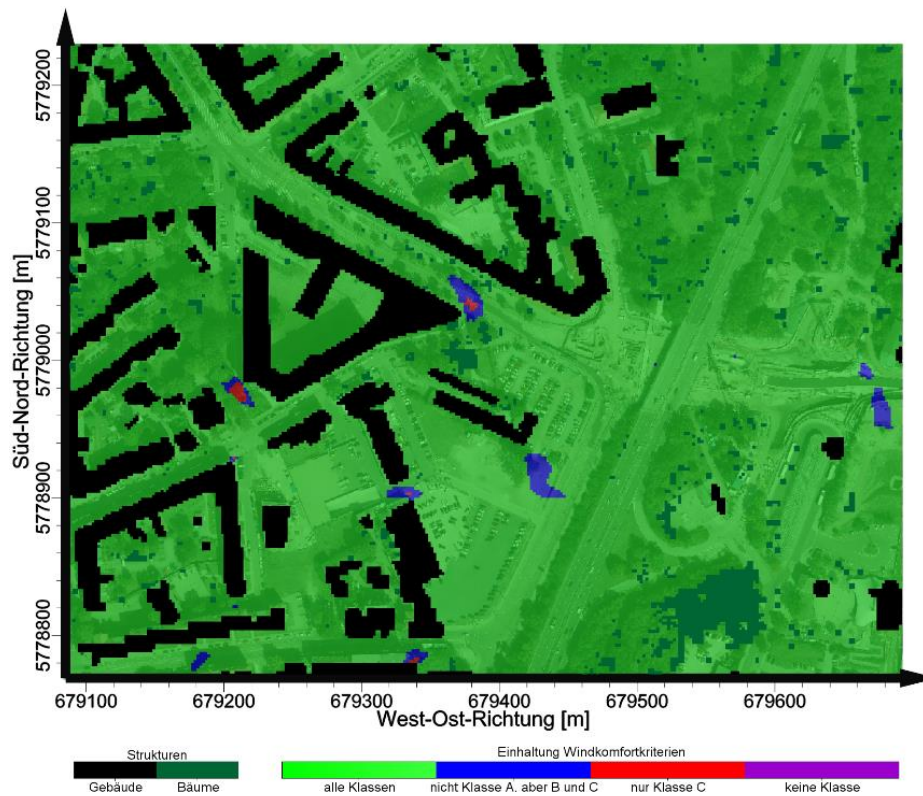 5779200
5779100
5779000
5778900
5778800
Süd-Nord-Richtung [m]
679100 679200 679300 679400 679500 679600
West-Ost-Richtung [m]
Strukturen
Gebäude Bäume
Einhaltung Windkomfortkriterien
alle Klassen nicht Klasse A, aber B und C nur Klasse C keine Klasse